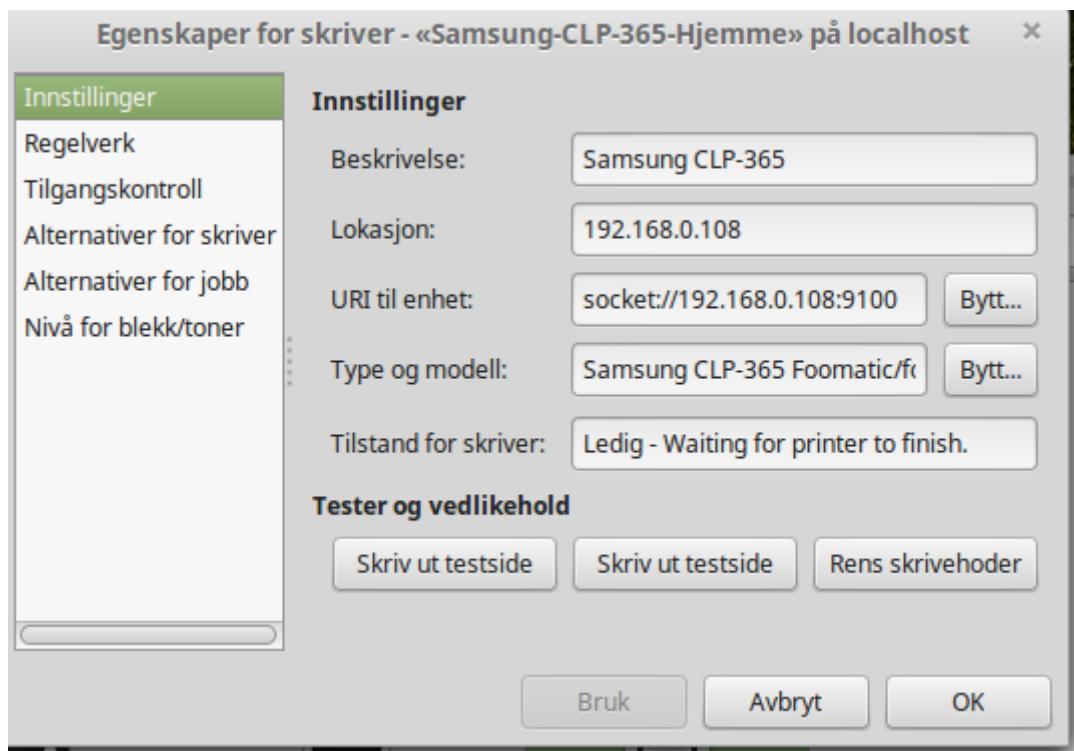 Egenskaper for skriver - «Samsung-CLP-365-Hjemme» på localhost
Innstillinger
Regelverk
Tilgangskontroll
Alternativer for skriver
Alternativer for jobb
Nivå for blekk/toner
Innstillinger
Beskrivelse: Samsung CLP-365
Lokasjon: 192.168.0.108
URI til enhet: socket://192.168.0.108:9100 Bytt...
Type og modell: Samsung CLP-365 Foomatic/fo Bytt...
Tilstand for skriver: Ledig - Waiting for printer to finish.
Tester og vedlikehold
Skriv ut testside Skriv ut testside Rens skrivehoder
Bruk Avbryt OK